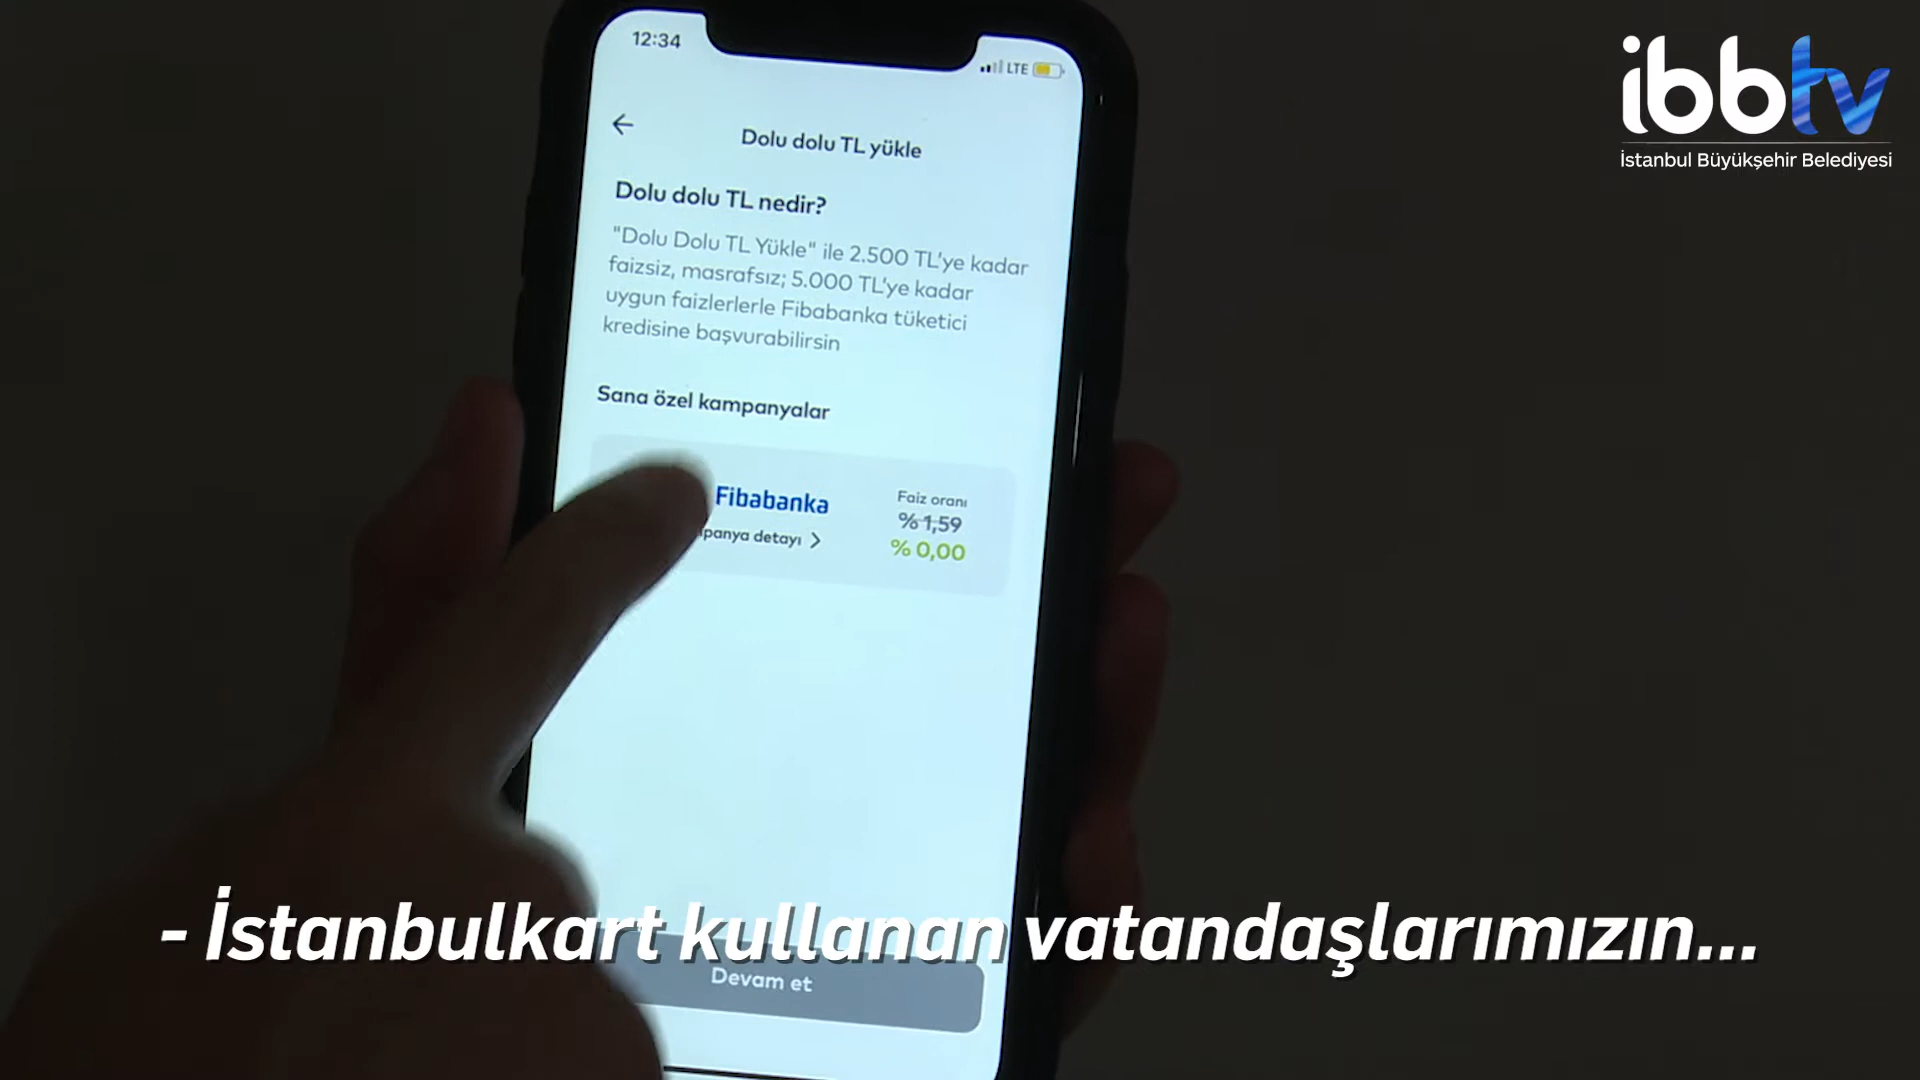 12:34
LTE
ibbtv
İstanbul Büyükşehir Belediyesi
Dolu dolu TL yükle
Dolu dolu TL nedir?
"Dolu Dolu TL Yükle" ile 2.500 TL'ye kadar
faizsiz, masrafsız; 5.000 TL'ye kadar
uygun faizlerlerle Fibabanka tüketici
kredisine başvurabilirsin
Sana özel kampanyalar
Fibabanka
detayı
Faiz oranı
% 1,59
% 0,00
- İstanbulkart kullanan vatandaşlarımızın...
Devam et